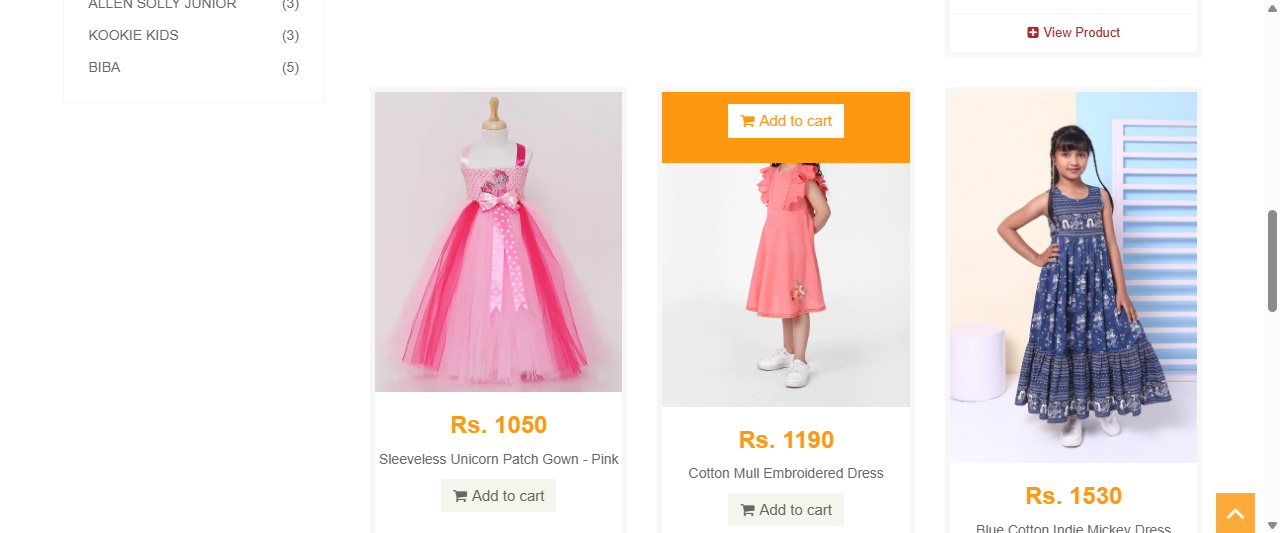 ALLEN SOLLY JUNIOR (3)
KOOKIE KIDS (3)
BIBA (5)
View Product
Add to cart
Rs. 1050
Sleeveless Unicorn Patch Gown - Pink
Add to cart
Rs. 1190
Cotton Mull Embroidered Dress
Add to cart
Rs. 1530
Blue Cotton Indie Mickey Dress